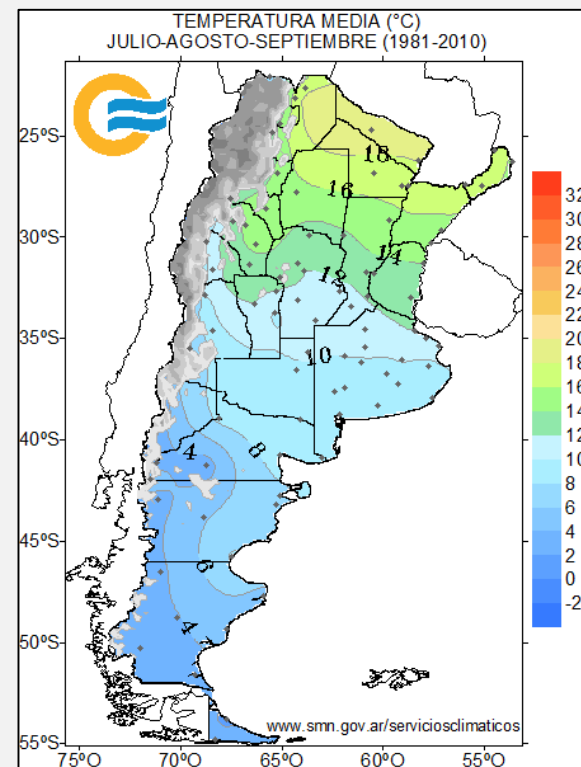 TEMPERATURA MEDIA (°C)
JULIO-AGOSTO-SEPTIEMBRE (1981-2010)
25°S
30°S
35°S
40°S
45°S
50°S
55°S
75°O 70°O 65°O 60°O 55°O
18
16
14
12
10
8
4
6
4
32
30
28
26
24
22
20
18
16
14
12
10
8
6
4
2
0
-2
www.smn.gov.ar/serviciosclimaticos